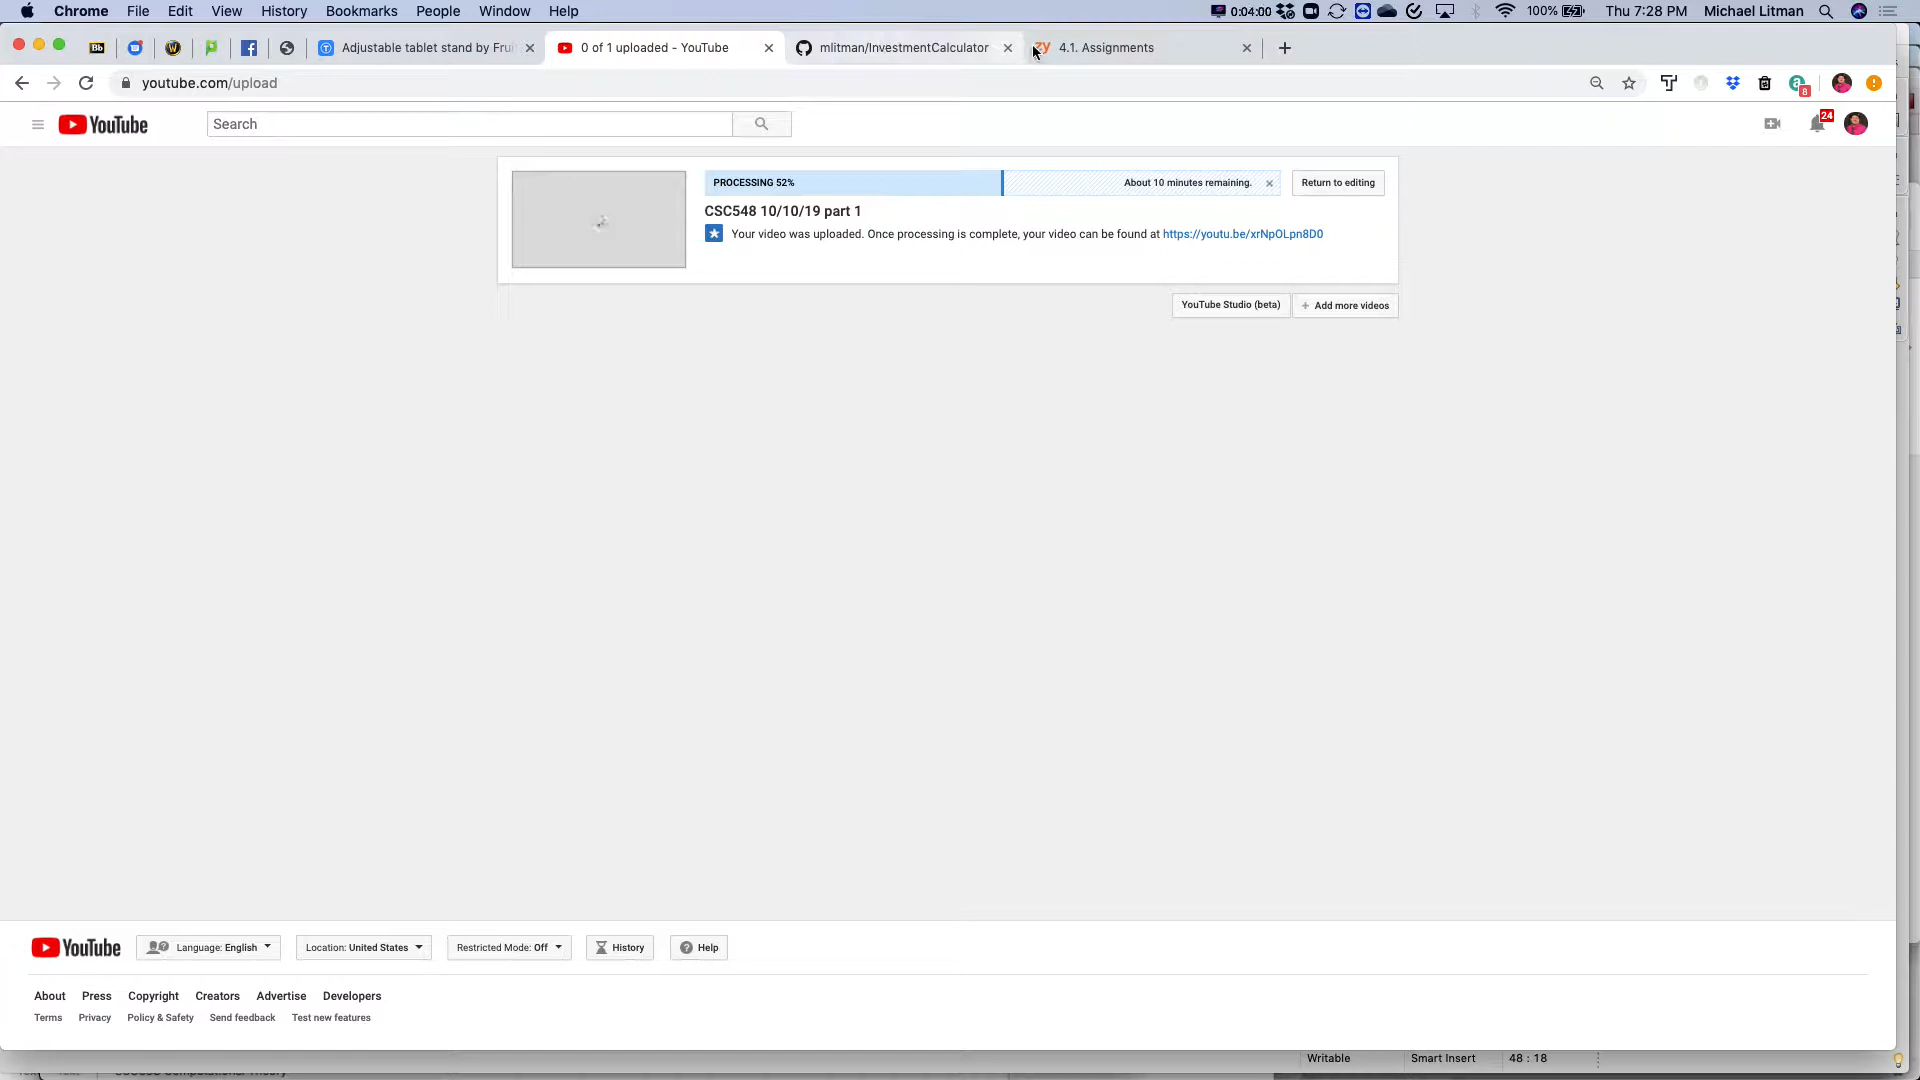 Chrome File Edit View History Bookmarks People Window Help 0:04:00 100% Thu 7:28 PM Michael Litman
Bb Adjustable tablet stand by Frui 0 of 1 uploaded - YouTube mlitman/InvestmentCalculator zy 4.1. Assignments
youtube.com/upload 8
YouTube Search 24
PROCESSING 52% About 10 minutes remaining. Return to editing
CSC548 10/10/19 part 1
Your video was uploaded. Once processing is complete, your video can be found at https://youtu.be/xrNpOLpn8D0
YouTube Studio (beta) + Add more videos
YouTube Language: English Location: United States Restricted Mode: Off History Help
About Press Copyright Creators Advertise Developers
Terms Privacy Policy & Safety Send feedback Test new features
Writable Smart Insert 48 : 18